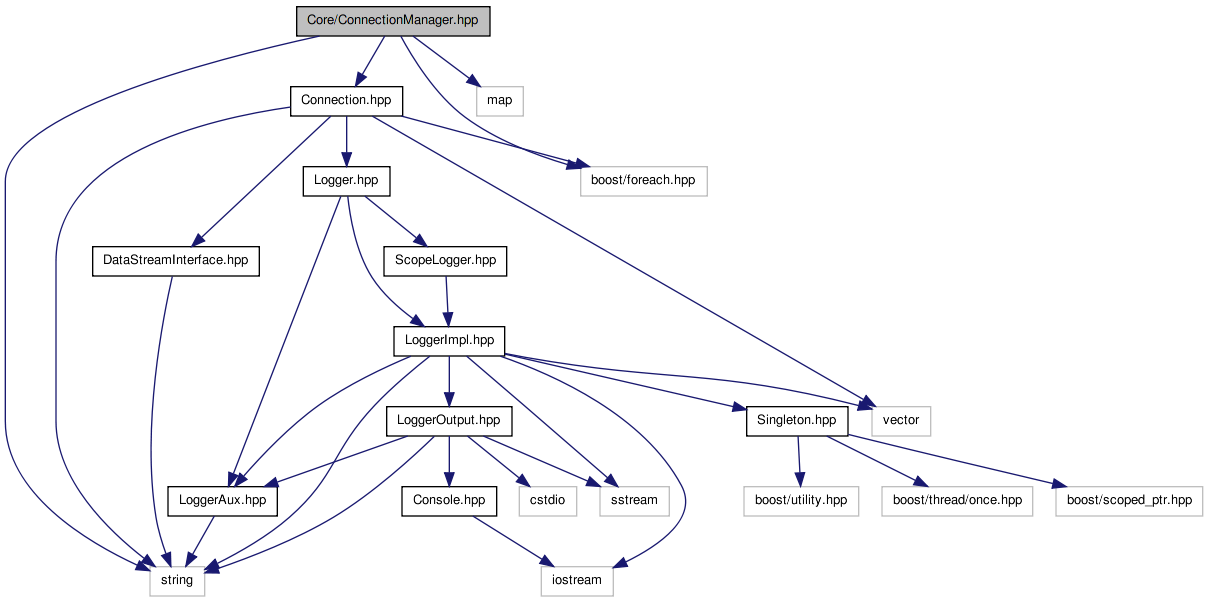 Core/ConnectionManager.hpp
Connection.hpp
map
Logger.hpp
boost/foreach.hpp
DataStreamInterface.hpp
ScopeLogger.hpp
LoggerImpl.hpp
LoggerOutput.hpp
Singleton.hpp
vector
LoggerAux.hpp
Console.hpp
cstdio
sstream
boost/utility.hpp
boost/thread/once.hpp
boost/scoped_ptr.hpp
string
iostream